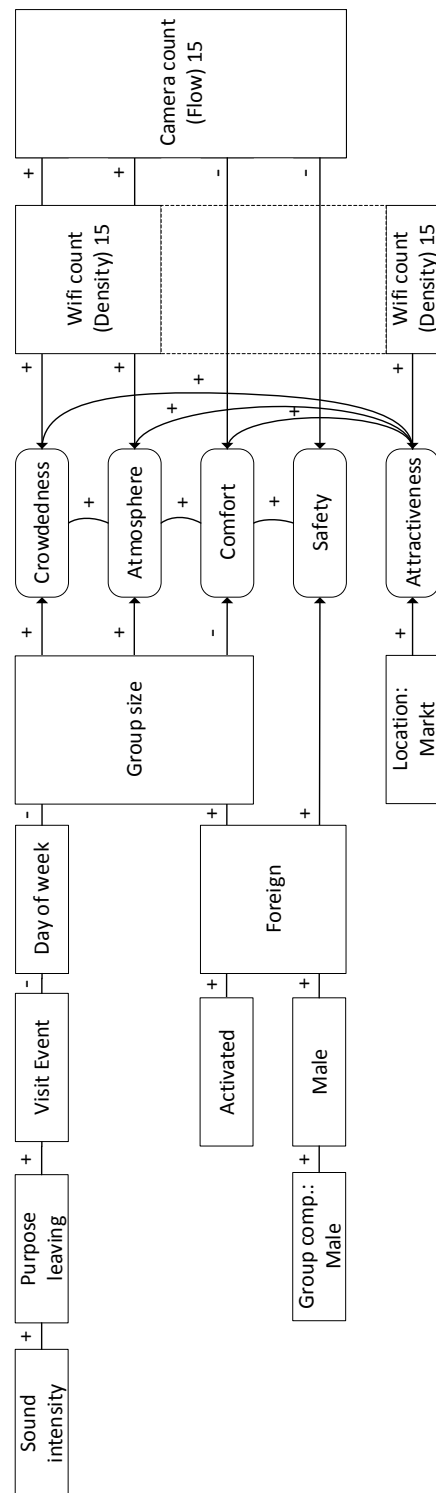 Sound
intensity
+
Purpose
leaving
+
Visit Event
-
Day of week
-
Group size
+
Crowdedness
+
Wifi count
(Density) 15
+
Camera count
(Flow) 15
+
Atmosphere
+
+
+
Activated
+
Foreign
+
-
Comfort
-
+
+
+
+
+
+
Group comp.:
Male
+
Male
+
+
Safety
-
Location:
Markt
+
Attractiveness
+
Wifi count
(Density) 15